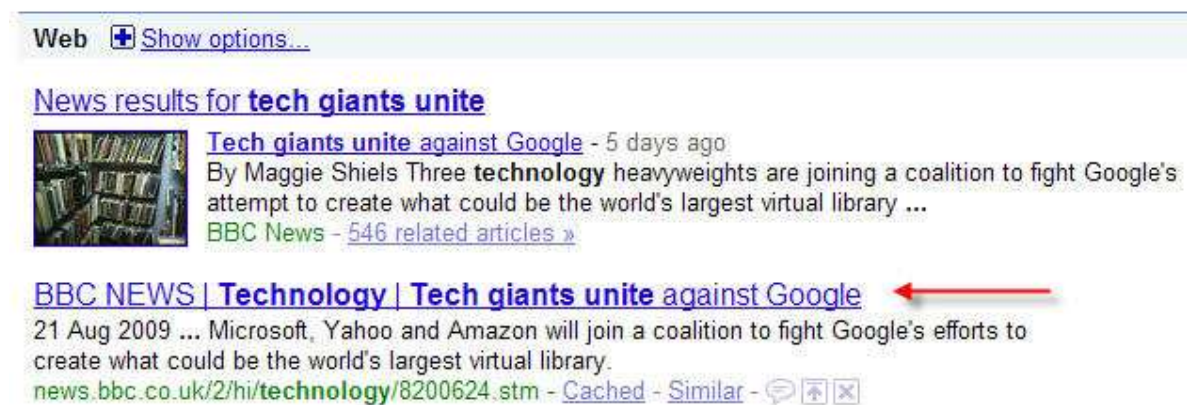 Web Show options...
News results for tech giants unite
Tech giants unite against Google - 5 days ago
By Maggie Shiels Three technology heavyweights are joining a coalition to fight Google's
attempt to create what could be the world's largest virtual library ...
BBC News - 546 related articles »
BBC NEWS | Technology | Tech giants unite against Google
21 Aug 2009 ... Microsoft, Yahoo and Amazon will join a coalition to fight Google's efforts to
create what could be the world's largest virtual library.
news.bbc.co.uk/2/hi/technology/8200624.stm - Cached - Similar -